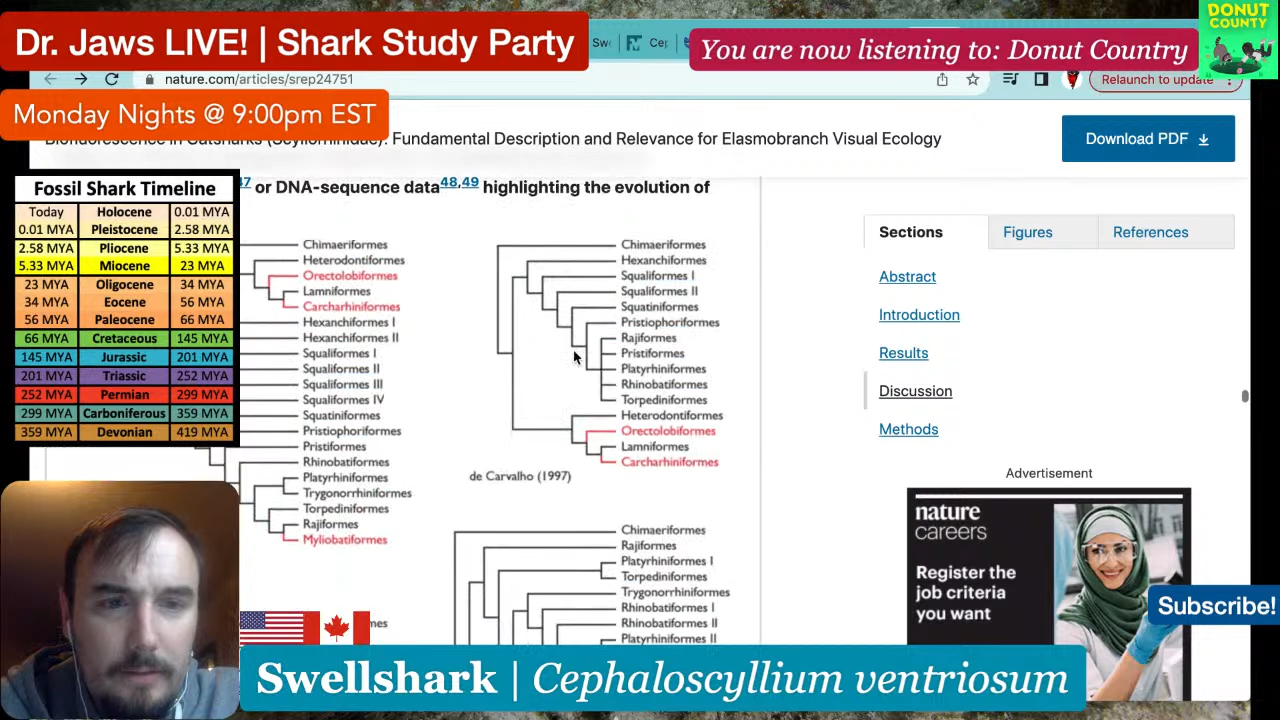 Dr. Jaws LIVE! | Shark Study Party
You are now listening to: Donut Country
DONUT
COUNTY
nature.com/articles/srep24751
Relaunch to update
Monday Nights @ 9:00pm EST
Fundamental Description and Relevance for Elasmobranch Visual Ecology
Download PDF
47 or DNA-sequence data48,49 highlighting the evolution of
Fossil Shark Timeline
Today Holocene 0.01 MYA
0.01 MYA Pleistocene 2.58 MYA
2.58 MYA Pliocene 5.33 MYA
5.33 MYA Miocene 23 MYA
23 MYA Oligocene 34 MYA
34 MYA Eocene 56 MYA
56 MYA Paleocene 66 MYA
66 MYA Cretaceous 145 MYA
145 MYA Jurassic 201 MYA
201 MYA Triassic 252 MYA
252 MYA Permian 299 MYA
299 MYA Carboniferous 359 MYA
359 MYA Devonian 419 MYA
Chimaeriformes
Heterodontiformes
Orectolobiformes
Lamniformes
Carcharhiniformes
Hexanchiformes I
Hexanchiformes II
Squaliformes I
Squaliformes II
Squaliformes III
Squaliformes IV
Squatiniformes
Pristiophoriformes
Pristiformes
Rhinobatiformes
Platyrhiniformes
Trygonorrhiniformes
Torpediniformes
Rajiformes
Myliobatiformes
Chimaeriformes
Hexanchiformes
Squaliformes I
Squaliformes II
Squatiniformes
Pristiophoriformes
Rajiformes
Pristiformes
Platyrhiniformes
Rhinobatiformes
Torpediniformes
Heterodontiformes
Orectolobiformes
Lamniformes
Carcharhiniformes
de Carvalho (1997)
Chimaeriformes
Rajiformes
Platyrhiniformes I
Torpediniformes
Trygonorrhiniformes
Rhinobatiformes I
Rhinobatiformes II
Platyrhiniformes II
Sections
Figures
References
Abstract
Introduction
Results
Discussion
Methods
Advertisement
nature
careers
Register the
job criteria
you want
Subscribe!
Swellshark | Cephaloscyllium ventriosum